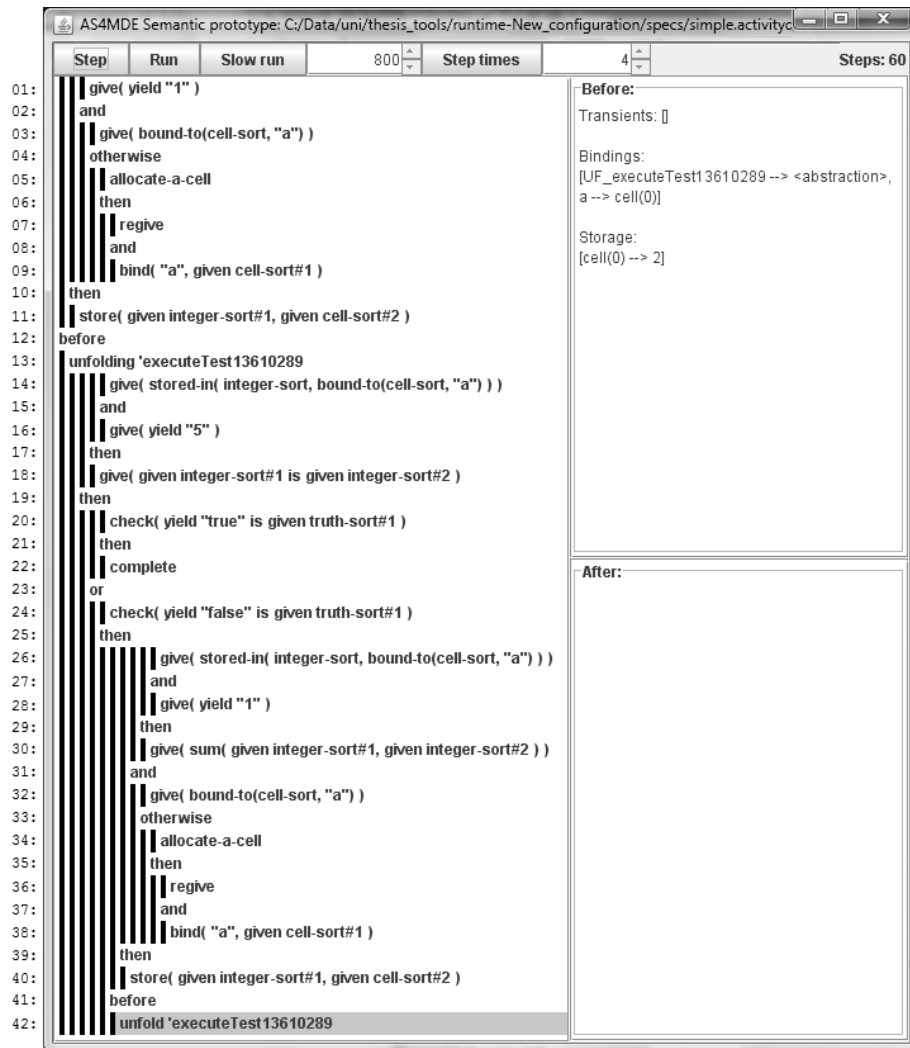 AS4MDE Semantic prototype: C:/Data/uni/thesis_tools/runtime-New_configuration/specs/simple.activityc
Step Run Slow run 800 Step times 4 Steps: 60
01: give( yield "1" )
02: and
03: give( bound-to(cell-sort, "a") )
04: otherwise
05: allocate-a-cell
06: then
07: regive
08: and
09: bind( "a", given cell-sort#1 )
10: then
11: store( given integer-sort#1, given cell-sort#2 )
12: before
13: unfolding 'executeTest13610289
14: give( stored-in( integer-sort, bound-to(cell-sort, "a") ) )
15: and
16: give( yield "5" )
17: then
18: give( given integer-sort#1 is given integer-sort#2 )
19: then
20: check( yield "true" is given truth-sort#1 )
21: then
22: complete
23: or
24: check( yield "false" is given truth-sort#1 )
25: then
26: give( stored-in( integer-sort, bound-to(cell-sort, "a") ) )
27: and
28: give( yield "1" )
29: then
30: give( sum( given integer-sort#1, given integer-sort#2 ) )
31: and
32: give( bound-to(cell-sort, "a") )
33: otherwise
34: allocate-a-cell
35: then
36: regive
37: and
38: bind( "a", given cell-sort#1 )
39: then
40: store( given integer-sort#1, given cell-sort#2 )
41: before
42: unfold 'executeTest13610289
Before:
Transients: []
Bindings:
[UF_executeTest13610289 --> <abstraction>,
a --> cell(0)]
Storage:
[cell(0) --> 2]
After: